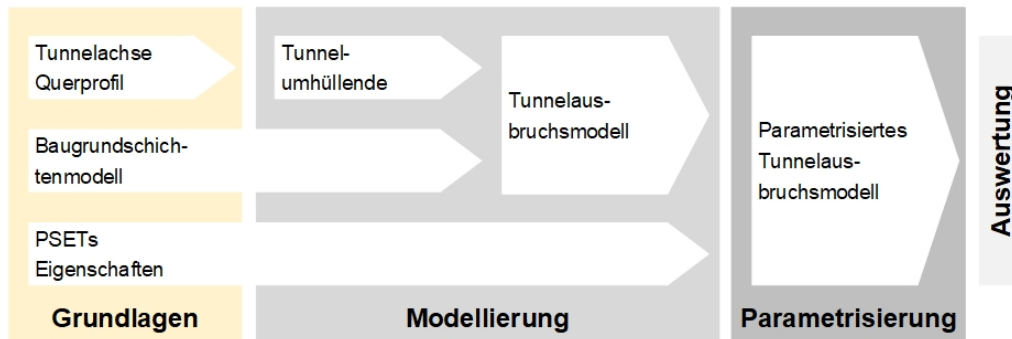 Tunnelachse
Querprofil
Tunnel-
umhüllende
Tunnelaus-
bruchsmodell
Baugrundschich-
tenmodell
Parametrisiertes
Tunnelaus-
bruchsmodell
PSETs
Eigenschaften
Auswertung
Grundlagen
Modellierung
Parametrisierung